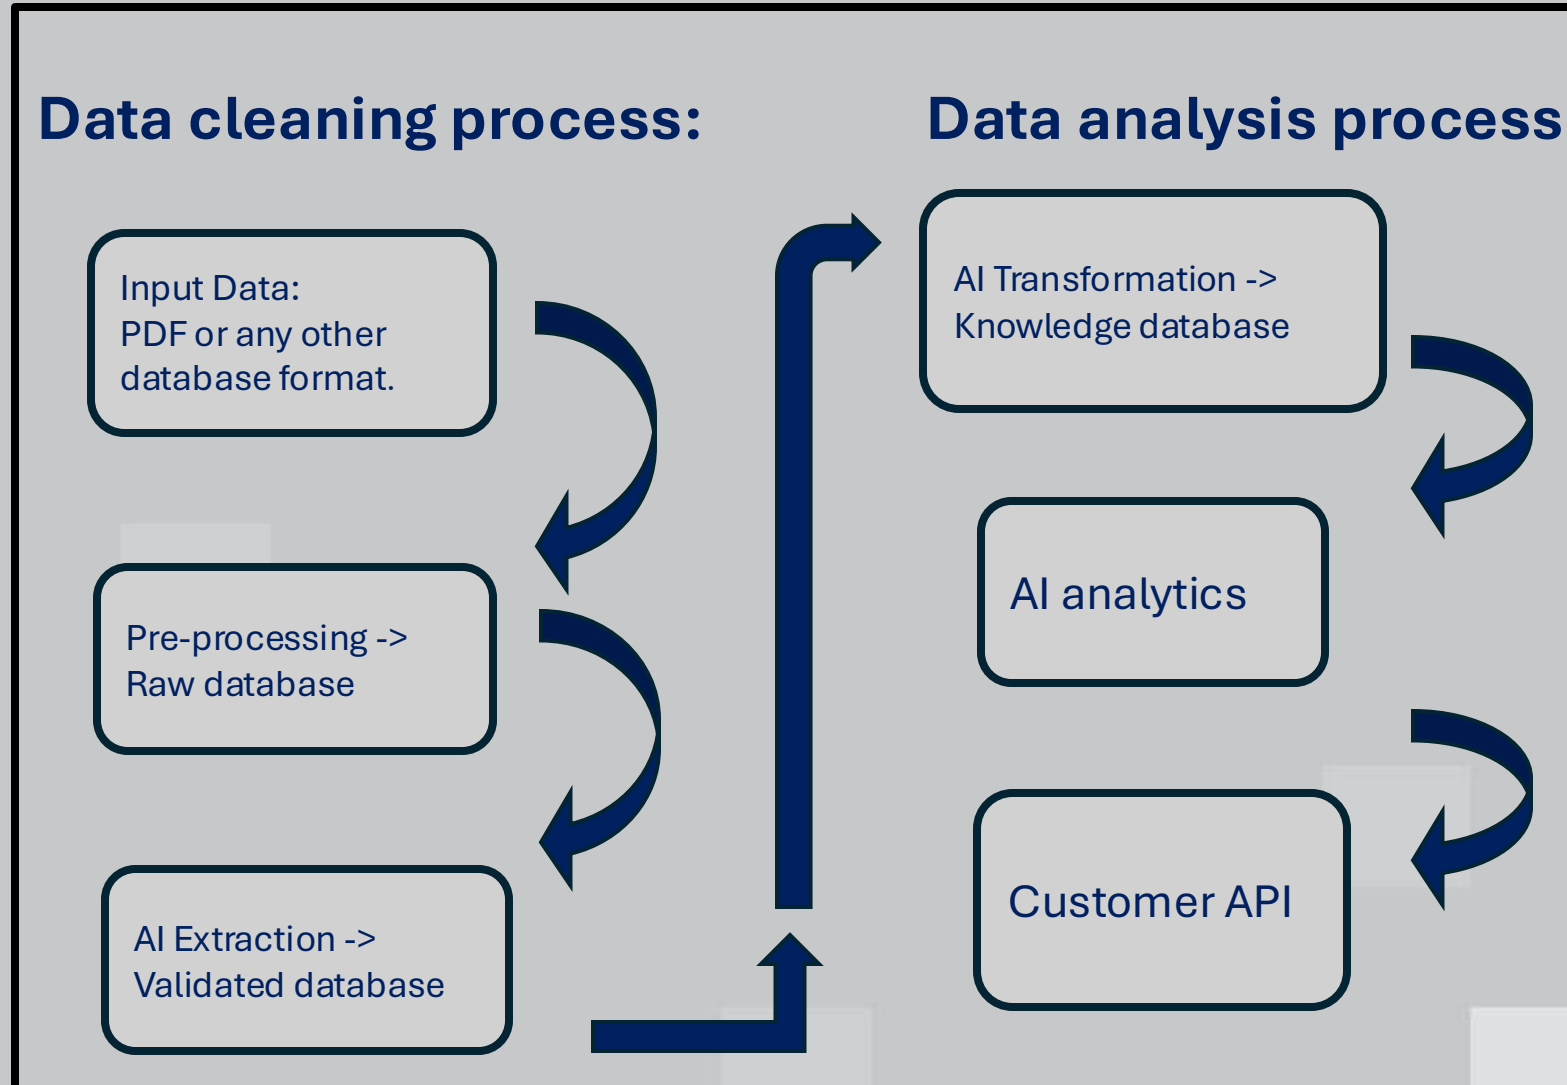 Data cleaning process:
Input Data:
PDF or any other
database format.
Pre-processing ->
Raw database
AI Extraction ->
Validated database
Data analysis process
AI Transformation ->
Knowledge database
AI analytics
Customer API